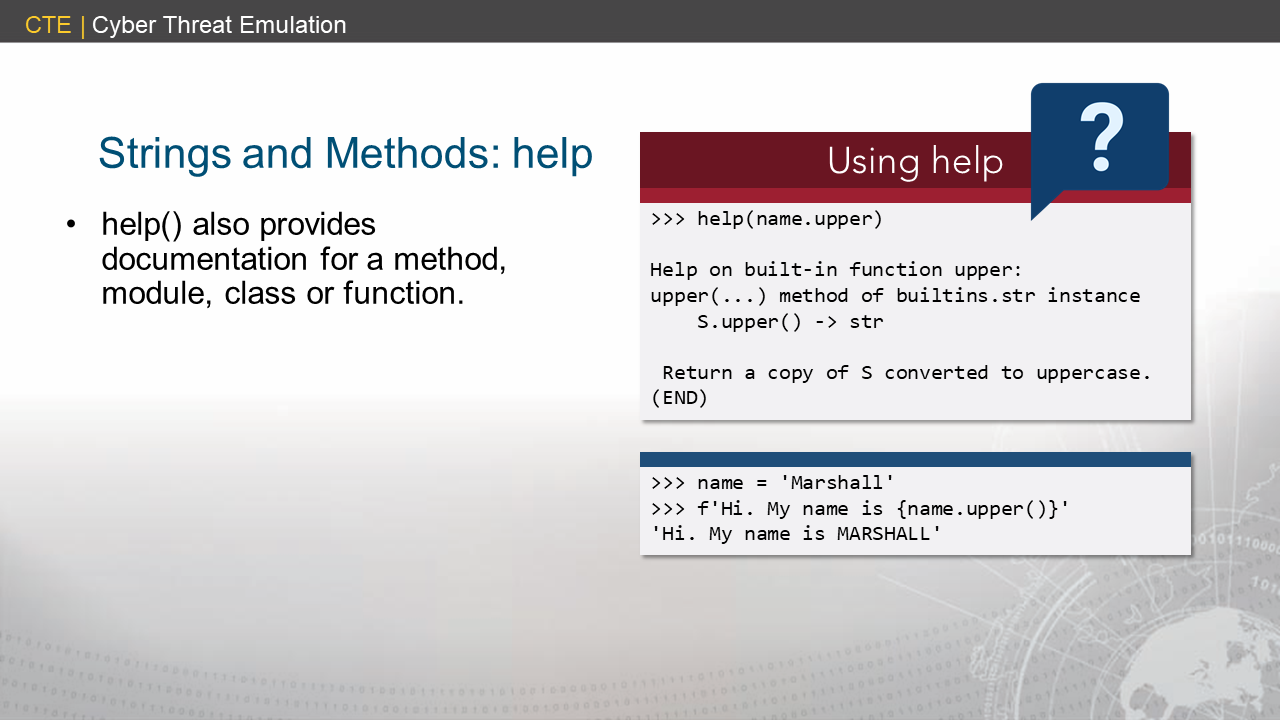 CTE | Cyber Threat Emulation
Strings and Methods: help
• help() also provides
documentation for a method,
module, class or function.
Using help
?
>>> help(name.upper)
Help on built-in function upper:
upper(...) method of builtins.str instance
    S.upper() -> str
 Return a copy of S converted to uppercase.
(END)
>>> name = 'Marshall'
>>> f'Hi. My name is {name.upper()}'
'Hi. My name is MARSHALL'